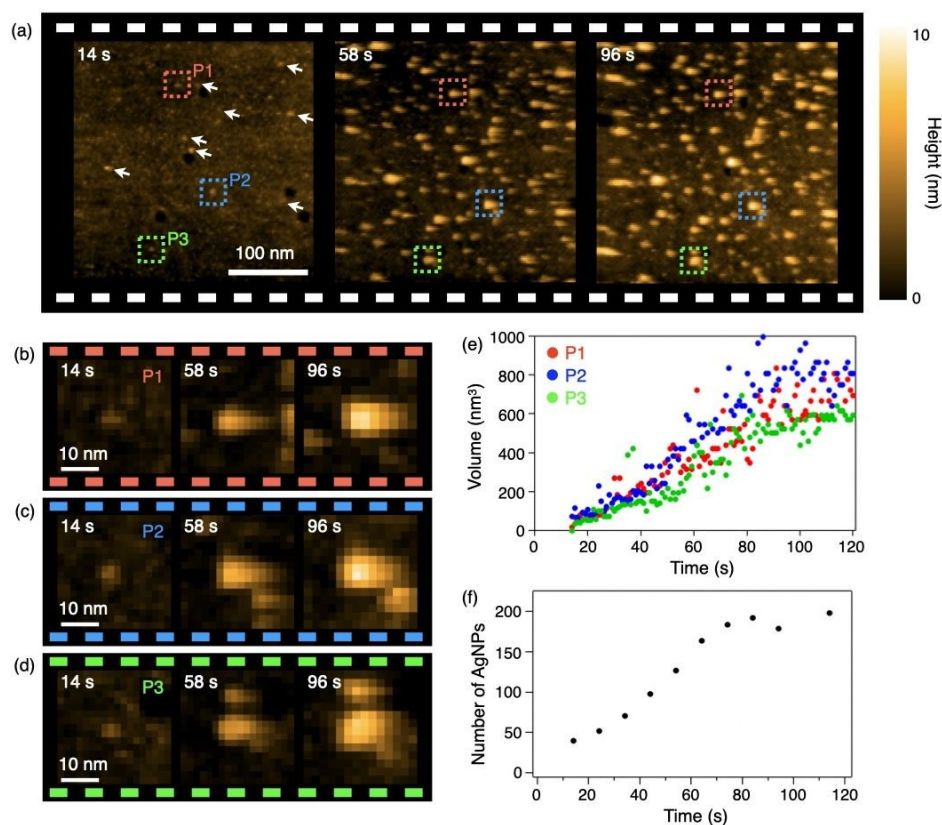 (a)
14 s
P1
P2
P3
100 nm
58 s
96 s
10
Height (nm)
0
(b)
14 s
P1
58 s
96 s
10 nm
(c)
14 s
P2
58 s
96 s
10 nm
(d)
14 s
P3
58 s
96 s
10 nm
(e)
P1
P2
P3
1000
800
600
400
200
0
Volume (nm³)
0 20 40 60 80 100 120
Time (s)
(f)
200
150
100
50
0
Number of AgNPs
0 20 40 60 80 100 120
Time (s)